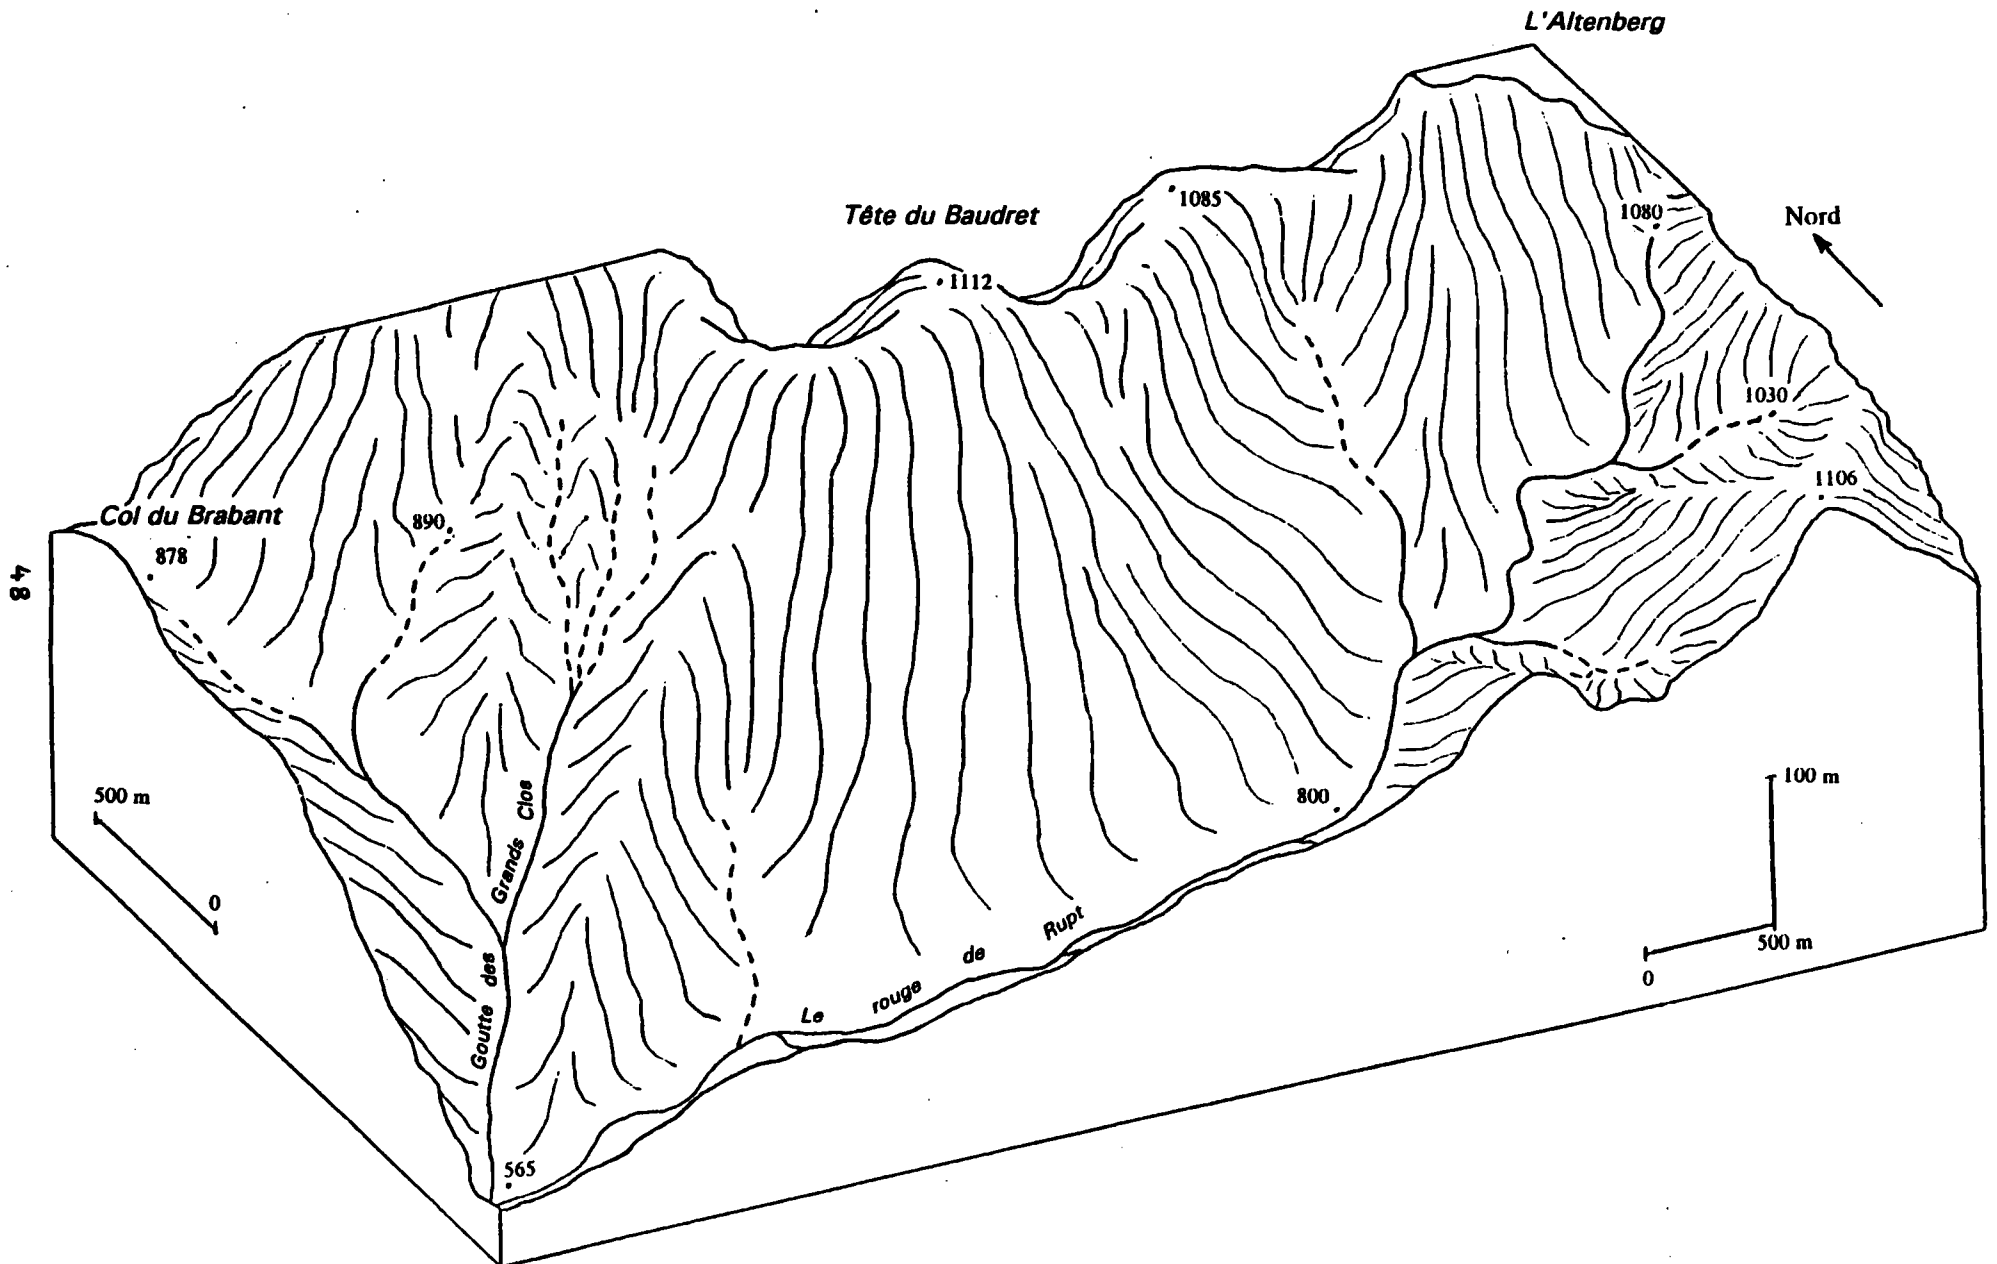 L'Altenberg
1085
Tête du Baudret
1080
Nord
1112
1030
1106
Col du Brabant
890
878
48
500 m
0
Goutte des Grands Clos
800
100 m
500 m
0
Le rouge de Rupt
565